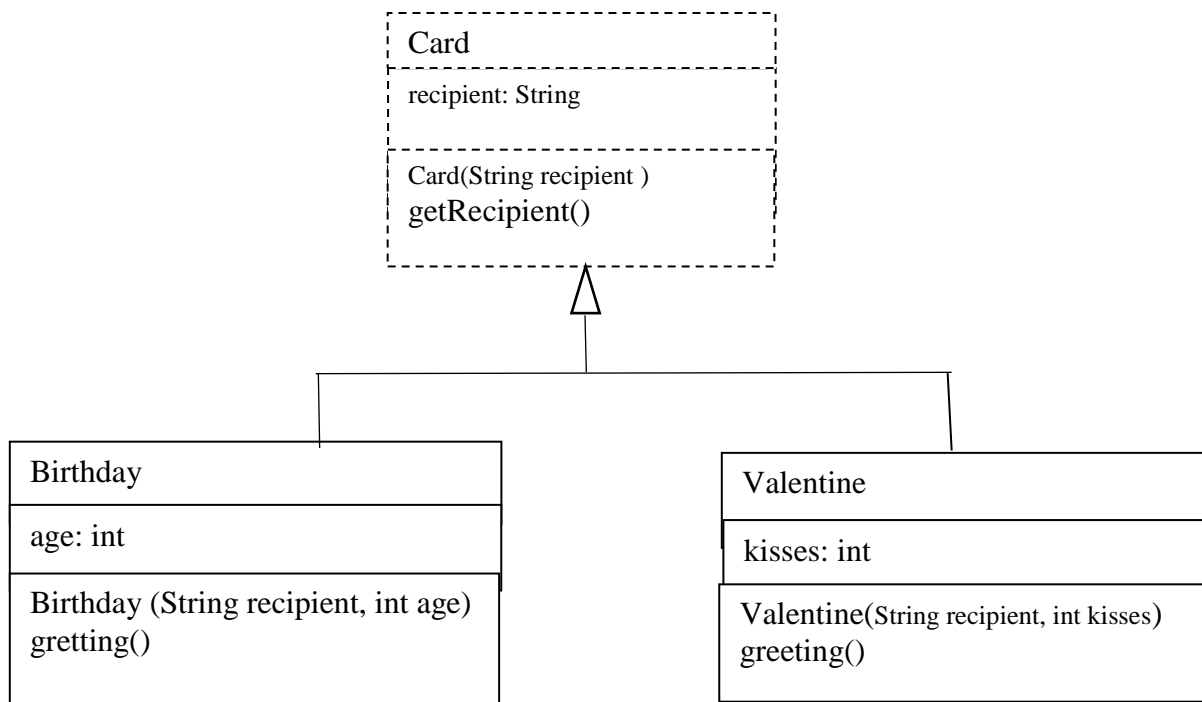 Card
recipient: String
Card(String recipient )
getRecipient()
Birthday
age: int
Birthday (String recipient, int age)
gretting()
Valentine
kisses: int
Valentine(String recipient, int kisses)
greeting()